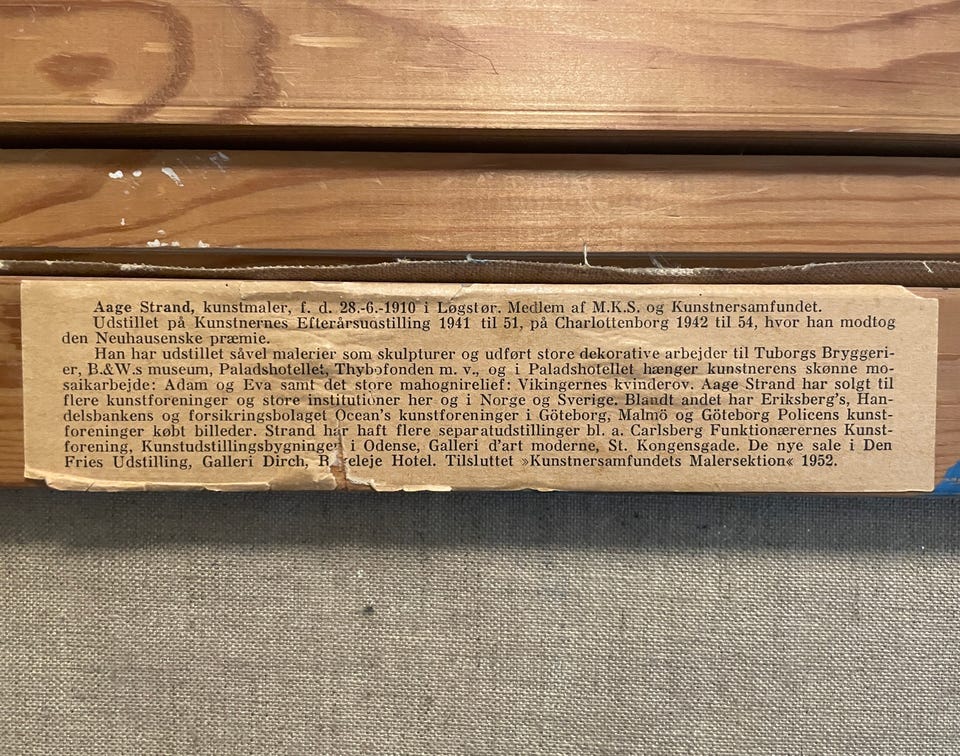 Aage Strand, kunstmaler, f. d. 28.-6.-1910 i Løgstør. Medlem af M.K.S. og Kunstnersamfundet.
Udstillet på Kunstnernes Efterårsudstilling 1941 til 51, på Charlottenborg 1942 til 54, hvor han modtog
den Neuhausenske præmie.
Han har udstillet såvel malerier som skulpturer og udført store dekorative arbejder til Tuborgs Bryggeri-
er, B.&W.s museum, Paladshotellet, Thybofonden m. v., og i Paladshotellet hænger kunstnerens skønne mo-
saikarbejde: Adam og Eva samt det store mahognirelief: Vikingernes kvinderov. Aage Strand har solgt til
flere kunstforeninger og store institutioner her og i Norge og Sverige. Blandt andet har Eriksberg's, Han-
delsbankens og forsikringsbolaget Ocean's kunstforeninger i Göteborg, Malmö og Göteborg Policens kunst-
foreninger købt billeder. Strand har haft flere separatudstillinger bl. a. Carlsberg Funktionærernes Kunst-
forening, Kunstudstillingsbygningen i Odense, Galleri d'art moderne, St. Kongensgade. De nye sale i Den
Fries Udstilling, Galleri Dirch, Hotel. Tilsluttet »Kunstnersamfundets Malersektion« 1952.